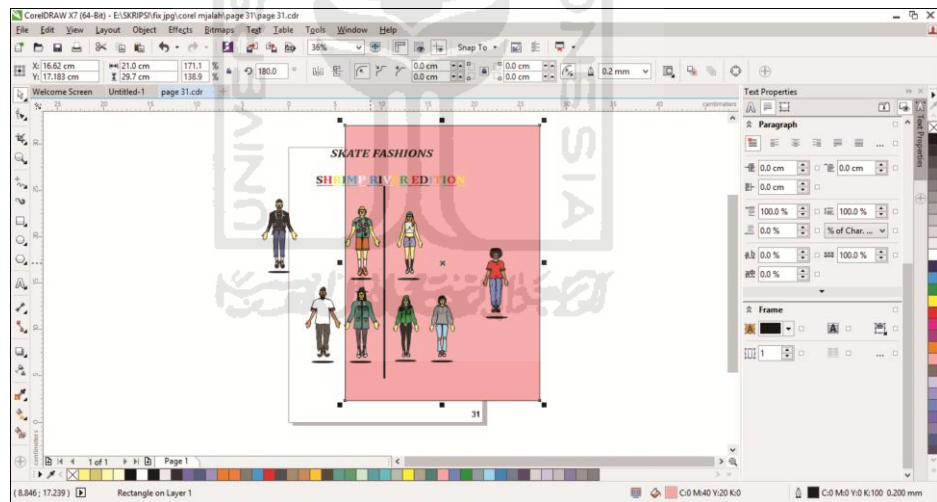 CorelDRAW X7 (64-Bit) - E:\SKRIPSI\fix jpg\corel mjalah\page 31\page 31.cdr
File Edit View Layout Object Effects Bitmaps Text Table Tools Window Help
36% Snap To
X: 16.62 cm 21.0 cm 171.1 % 180.0 ° 0.0 cm 0.0 cm 0.2 mm
Y: 17.183 cm 29.7 cm 138.9 % 0.0 cm 0.0 cm
Welcome Screen Untitled-1 page 31.cdr
centimeters
SKATE FASHIONS
SHRIMP RIVER EDITION
31
UNIVE
ONESIA
Text Properties
Paragraph
0.0 cm 0.0 cm
0.0 cm
100.0 % 100.0 %
0.0 % % of Char. ...
0.0 % 100.0 %
0.0 %
Frame
1
Text Properties
centimeters
1 of 1 Page 1
(8.846; 17.239) Rectangle on Layer 1 C:0 M:40 Y:20 K:0 C:0 M:0 Y:0 K:100 0.200 mm